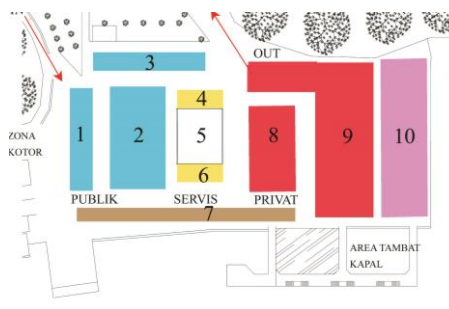 OUT
3
4
1
2
5
8
9
10
ZONA
KOTOR
6
PUBLIK
SERVIS
PRIVAT
7
AREA TAMBAT
KAPAL